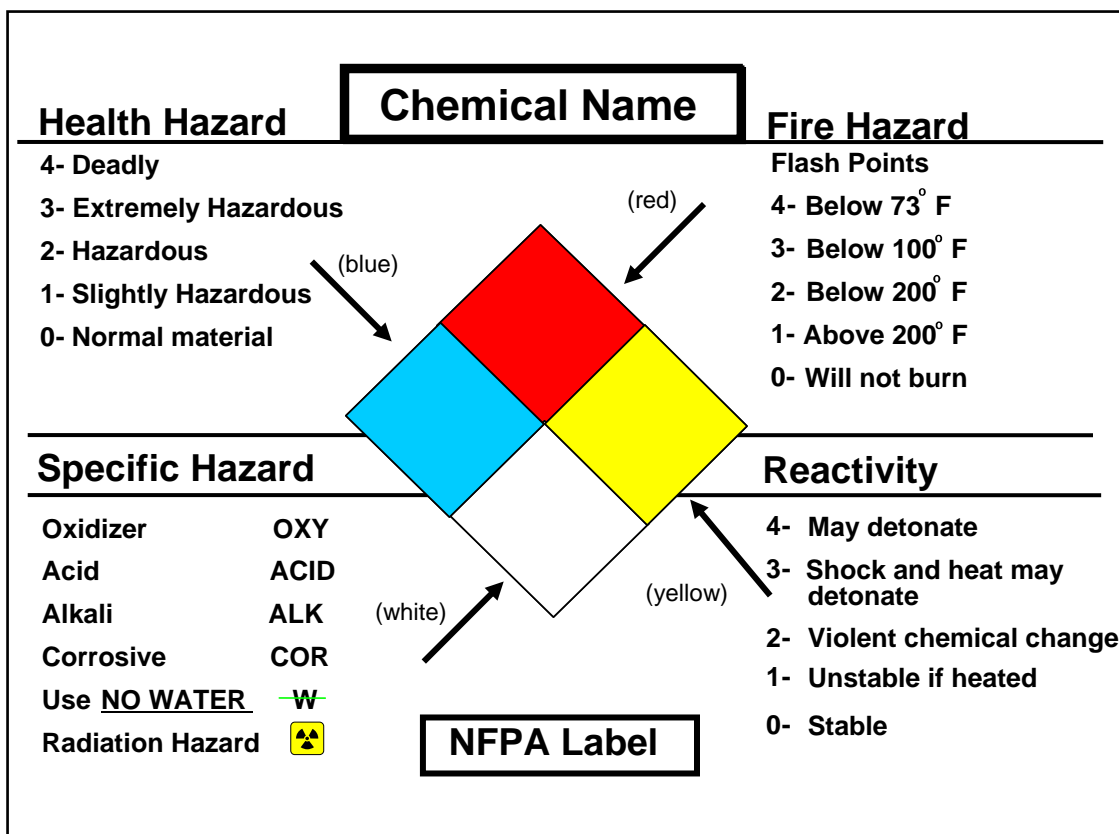 Chemical Name
Health Hazard
4- Deadly
3- Extremely Hazardous
2- Hazardous
1- Slightly Hazardous
0- Normal material
(blue)
Fire Hazard
Flash Points
4- Below 73° F
3- Below 100° F
2- Below 200° F
1- Above 200° F
0- Will not burn
(red)
Specific Hazard
Oxidizer OXY
Acid ACID
Alkali ALK
Corrosive COR
Use NO WATER W
Radiation Hazard
(white)
Reactivity
4- May detonate
3- Shock and heat may
detonate
2- Violent chemical change
1- Unstable if heated
0- Stable
(yellow)
NFPA Label